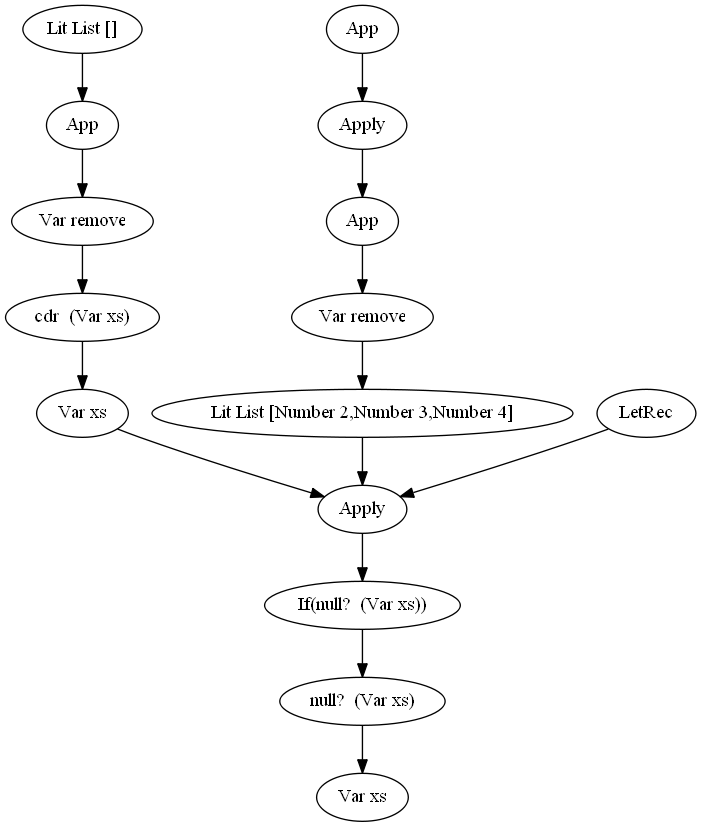 Lit List []
App
App
Apply
Var remove
App
cdr  (Var xs)
Var remove
Var xs
Lit List [Number 2,Number 3,Number 4]
LetRec
Apply
If(null?  (Var xs))
null?  (Var xs)
Var xs